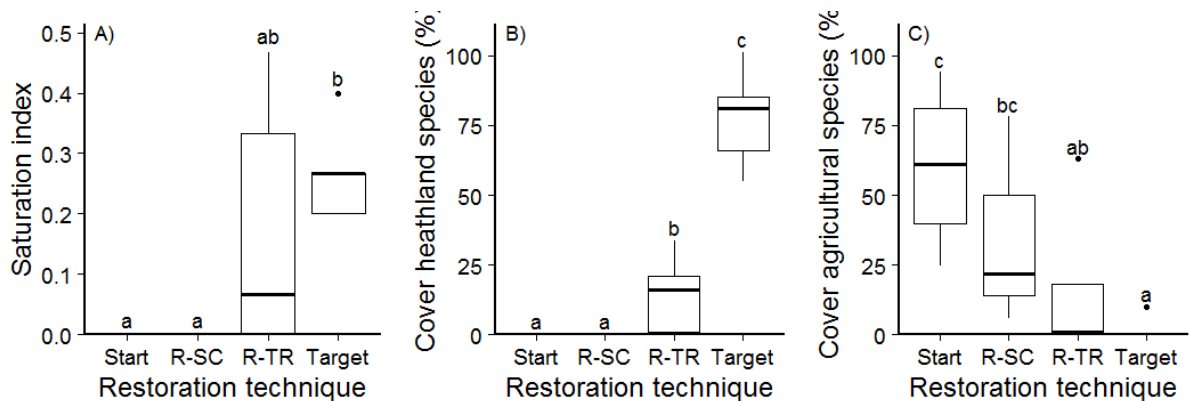 A)
Saturation index
0.5
0.4
0.3
0.2
0.1
0.0
a
a
ab
b
Start R-SC R-TR Target
Restoration technique
B)
Cover heathland species (%)
100
75
50
25
0
a
a
b
c
Start R-SC R-TR Target
Restoration technique
C)
Cover agricultural species (%
100
75
50
25
0
c
bc
ab
a
Start R-SC R-TR Target
Restoration technique